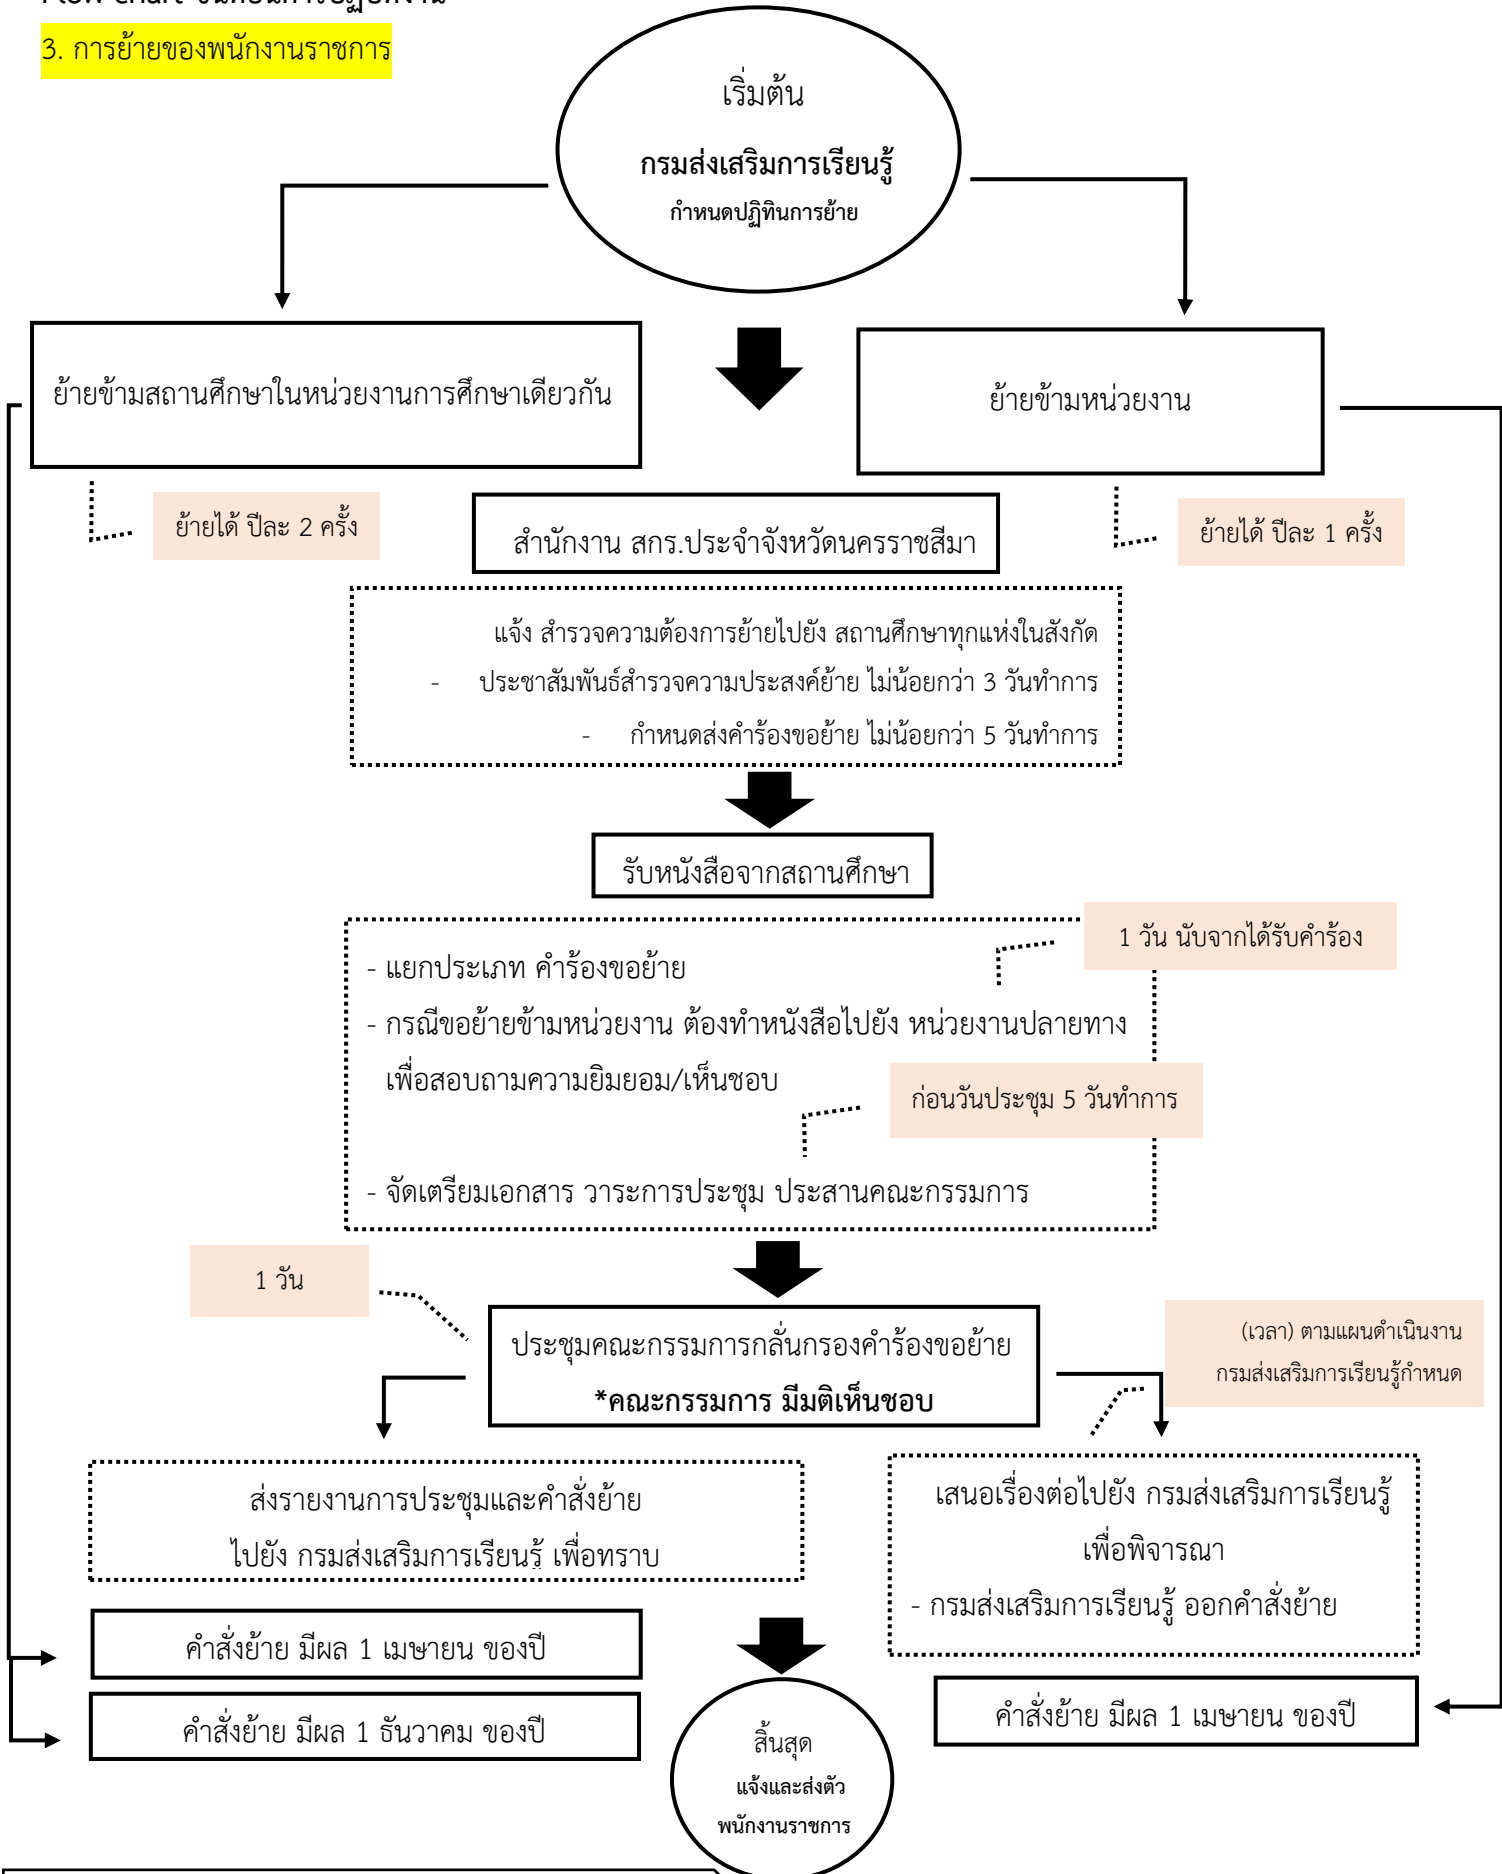 Flow chart ขั้นตอนการปฏิบัติงาน
3. การย้ายของพนักงานราชการ
เริ่มต้น
กรมส่งเสริมการเรียนรู้
กำหนดปฏิทินการย้าย
ย้ายข้ามสถานศึกษาในหน่วยงานการศึกษาเดียวกัน
ย้ายข้ามหน่วยงาน
ย้ายได้ ปีละ 2 ครั้ง
ย้ายได้ ปีละ 1 ครั้ง
สำนักงาน สกร.ประจำจังหวัดนครราชสีมา
แจ้ง สำรวจความต้องการย้ายไปยัง สถานศึกษาทุกแห่งในสังกัด
- ประชาสัมพันธ์สำรวจความประสงค์ย้าย ไม่น้อยกว่า 3 วันทำการ
- กำหนดส่งคำร้องขอย้าย ไม่น้อยกว่า 5 วันทำการ
รับหนังสือจากสถานศึกษา
1 วัน นับจากได้รับคำร้อง
- แยกประเภท คำร้องขอย้าย
- กรณีขอย้ายข้ามหน่วยงาน ต้องทำหนังสือไปยัง หน่วยงานปลายทาง
เพื่อสอบถามความยิมยอม/เห็นชอบ
ก่อนวันประชุม 5 วันทำการ
- จัดเตรียมเอกสาร วาระการประชุม ประสานคณะกรรมการ
1 วัน
ประชุมคณะกรรมการกลั่นกรองคำร้องขอย้าย
*คณะกรรมการ มีมติเห็นชอบ
(เวลา) ตามแผนดำเนินงาน
กรมส่งเสริมการเรียนรู้กำหนด
ส่งรายงานการประชุมและคำสั่งย้าย
ไปยัง กรมส่งเสริมการเรียนรู้ เพื่อทราบ
เสนอเรื่องต่อไปยัง กรมส่งเสริมการเรียนรู้
เพื่อพิจารณา
- กรมส่งเสริมการเรียนรู้ ออกคำสั่งย้าย
คำสั่งย้าย มีผล 1 เมษายน ของปี
คำสั่งย้าย มีผล 1 ธันวาคม ของปี
คำสั่งย้าย มีผล 1 เมษายน ของปี
สิ้นสุด
แจ้งและส่งตัว
พนักงานราชการ